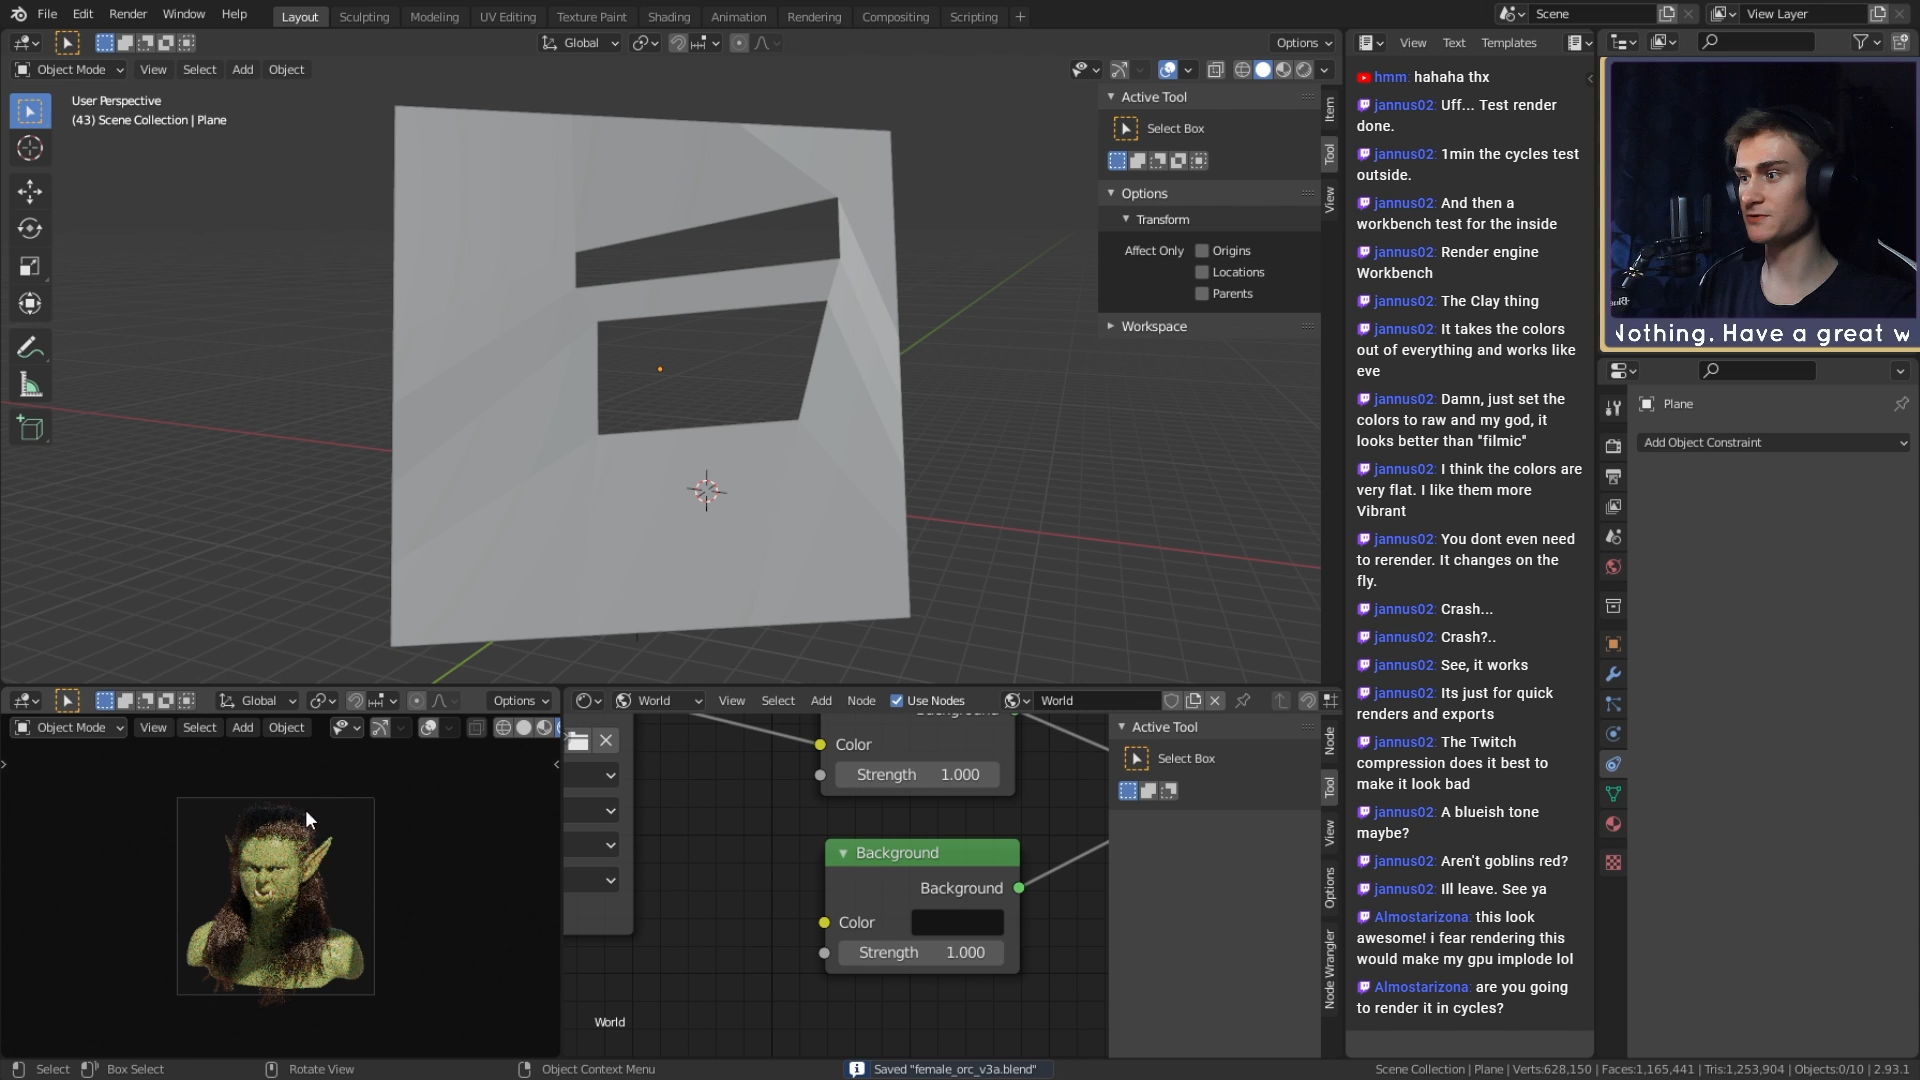 File Edit Render Window Help Layout Sculpting Modeling UV Editing Texture Paint Shading Animation Rendering Compositing Scripting + Scene View Layer
Global Options View Text Templates
Object Mode View Select Add Object
User Perspective
(43) Scene Collection | Plane
Active Tool
Select Box
Options
Transform
Affect Only Origins
Locations
Parents
Workspace
Item
Tool
View
hmm: hahaha thx
jannus02: Uff... Test render
done.
jannus02: 1min the cycles test
outside.
jannus02: And then a
workbench test for the inside
jannus02: Render engine
Workbench
jannus02: The Clay thing
jannus02: It takes the colors
out of everything and works like
eve
jannus02: Damn, just set the
colors to raw and my god, it
looks better than "filmic"
jannus02: I think the colors are
very flat. I like them more
Vibrant
jannus02: You dont even need
to rerender. It changes on the
fly.
jannus02: Crash...
jannus02: Crash?..
jannus02: See, it works
jannus02: Its just for quick
renders and exports
jannus02: The Twitch
compression does it best to
make it look bad
jannus02: A blueish tone
maybe?
jannus02: Aren't goblins red?
jannus02: Ill leave. See ya
Almostarizona: this look
awesome! i fear rendering this
would make my gpu implode lol
Almostarizona: are you going
to render it in cycles?
Nothing. Have a great w
Plane
Add Object Constraint
Global Options
Object Mode View Select Add Object
World View Select Add Node Use Nodes World
Background
Color
Strength 1.000
Background
Background
Color
Strength 1.000
World
Active Tool
Select Box
Node
Tool
View
Options
Node Wrangler
Select Box Select Rotate View Object Context Menu Saved "female_orc_v3a.blend" Scene Collection | Plane | Verts:628,150 | Faces:1,165,441 | Tris:1,253,904 | Objects:0/10 | 2.93.1